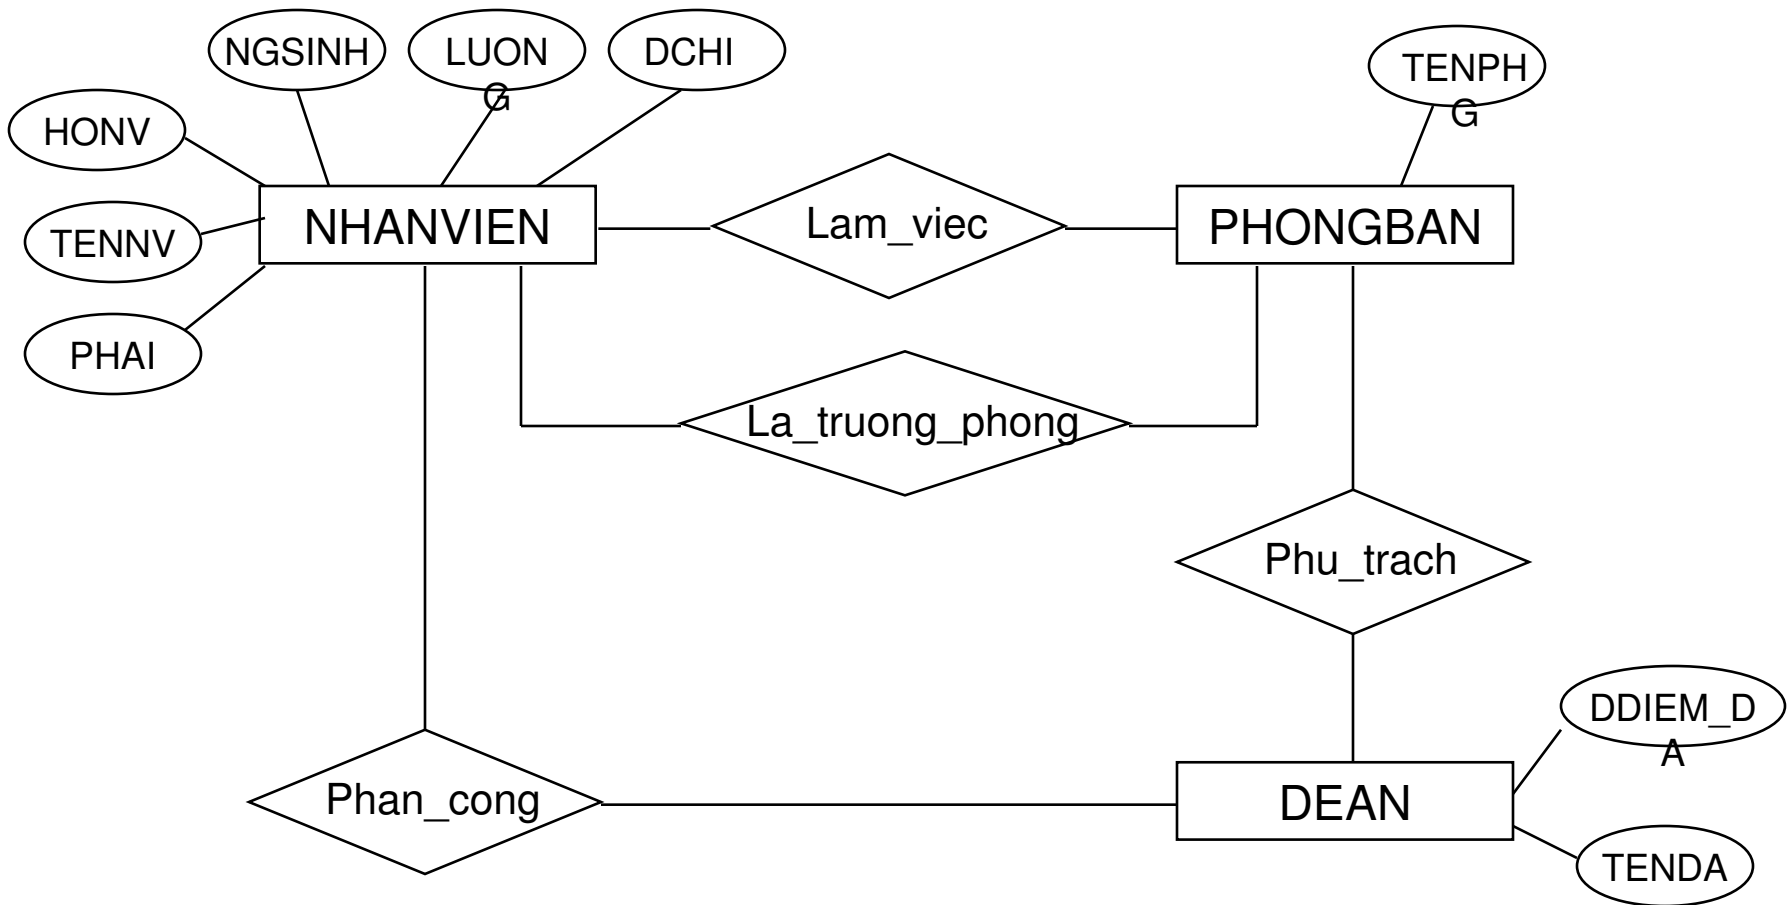 NGSINH
LUON
G
DCHI
TENPH
G
HONV
NHANVIEN
Lam_viec
PHONGBAN
TENNV
PHAI
La_truong_phong
Phu_trach
DDIEM_D
A
Phan_cong
DEAN
TENDA